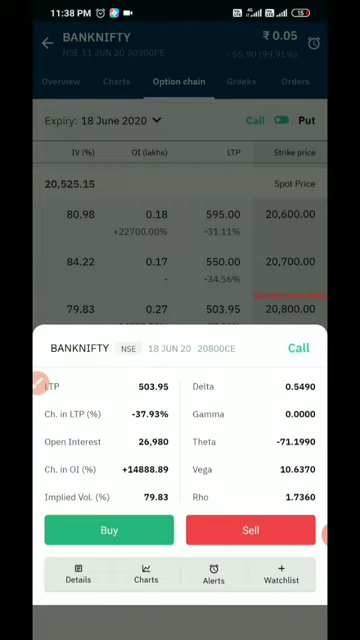 11:38 PM 15
BANKNIFTY ₹ 0.05
NSE 11 JUN 20 20300PE -55.90 (99.91%)
Overview Charts Option chain Greeks Orders
Expiry: 18 June 2020 Call Put
IV (%) OI (lakhs) LTP Strike price
20,525.15 Spot Price
80.98 0.18 595.00 20,600.00
+22700.00% -31.11%
84.22 0.17 550.00 20,700.00
- -34.56%
79.83 0.27 503.95 20,800.00
BANKNIFTY NSE 18 JUN 20 20800CE Call
LTP 503.95 Delta 0.5490
Ch. in LTP (%) -37.93% Gamma 0.0000
Open Interest 26,980 Theta -71.1990
Ch. in OI (%) +14888.89 Vega 10.6370
Implied Vol. (%) 79.83 Rho 1.7360
Buy Sell
Details Charts Alerts Watchlist